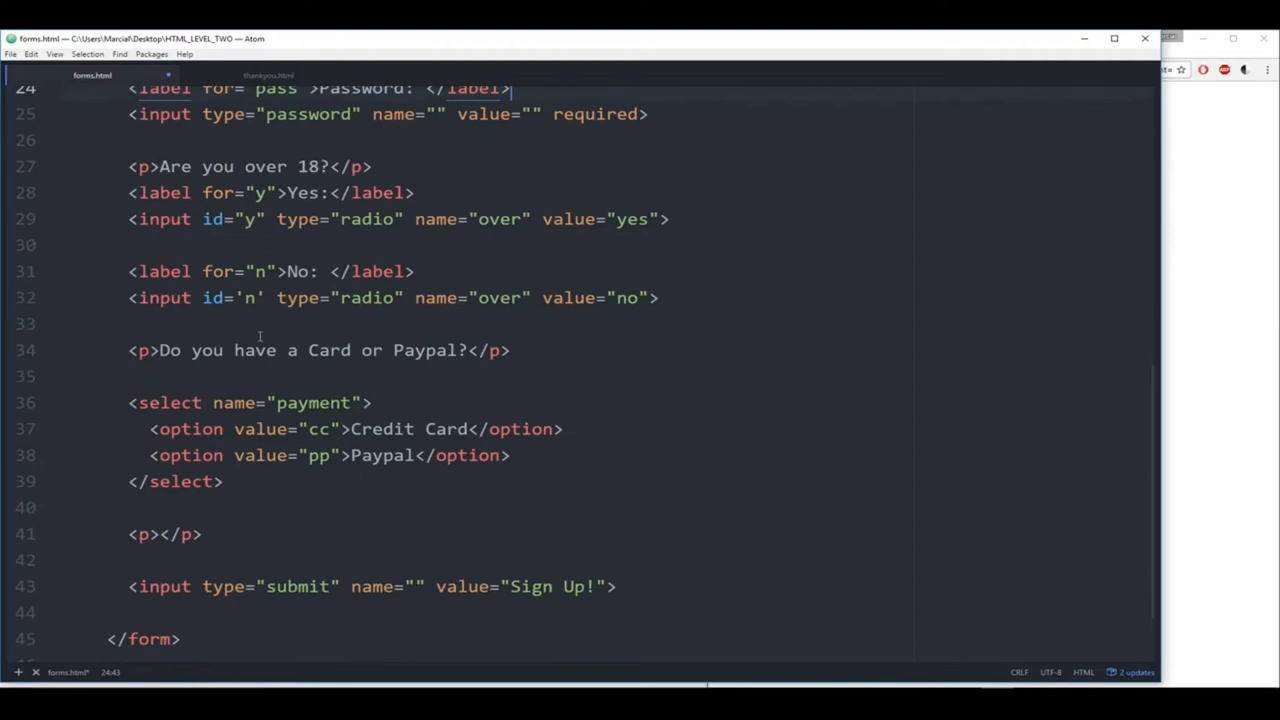 forms.html — C:\Users\Marcial\Desktop\HTML_LEVEL_TWO — Atom
File Edit View Selection Find Packages Help
forms.html thankyou.html
24 <label for="pass">Password: </label>
25 <input type="password" name="" value="" required>
26
27 <p>Are you over 18?</p>
28 <label for="y">Yes:</label>
29 <input id="y" type="radio" name="over" value="yes">
30
31 <label for="n">No: </label>
32 <input id='n' type="radio" name="over" value="no">
33
34 <p>Do you have a Card or Paypal?</p>
35
36 <select name="payment">
37 <option value="cc">Credit Card</option>
38 <option value="pp">Paypal</option>
39 </select>
40
41 <p></p>
42
43 <input type="submit" name="" value="Sign Up!">
44
45 </form>
forms.html* 24:43 CRLF UTF-8 HTML 2 updates